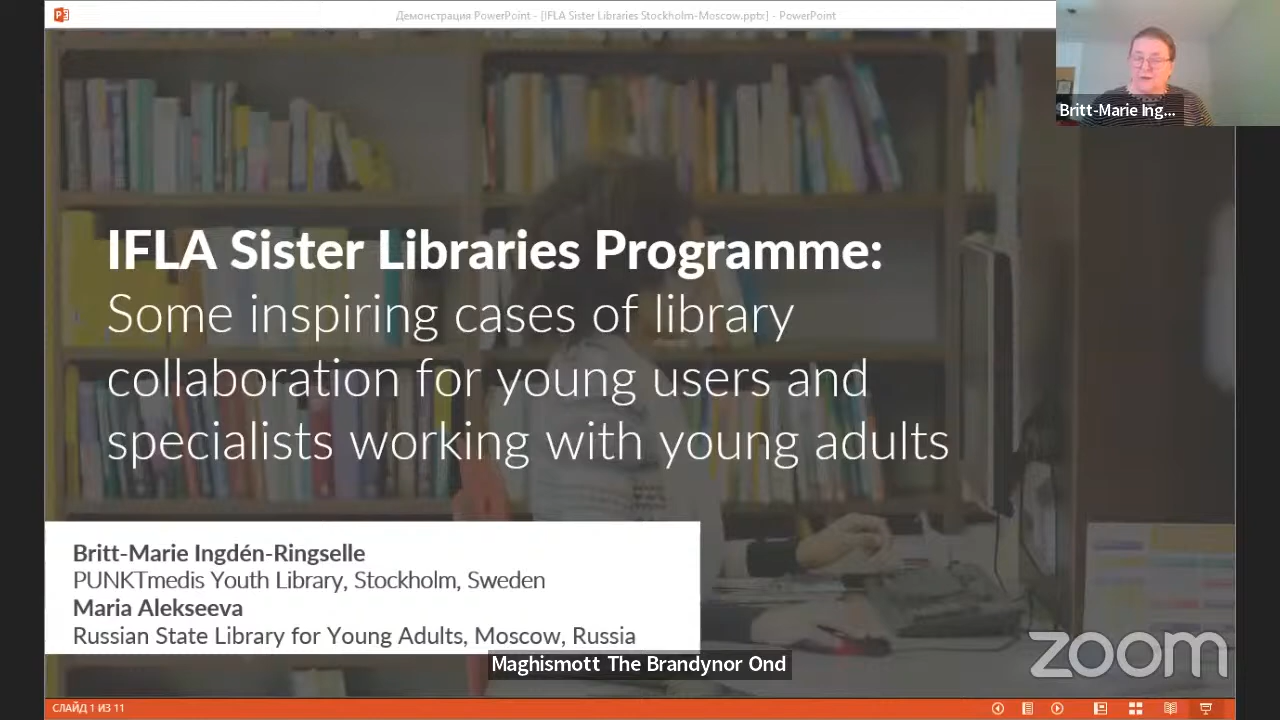 Демонстрация PowerPoint - [IFLA Sister Libraries Stockholm-Moscow.pptx] - PowerPoint
Britt-Marie Ing...
IFLA Sister Libraries Programme:
Some inspiring cases of library
collaboration for young users and
specialists working with young adults
Britt-Marie Ingdén-Ringselle
PUNKTmedis Youth Library, Stockholm, Sweden
Maria Alekseeva
Russian State Library for Young Adults, Moscow, Russia
Maghismott The Brandynor Ond
zoom
СЛАЙД 1 ИЗ 11